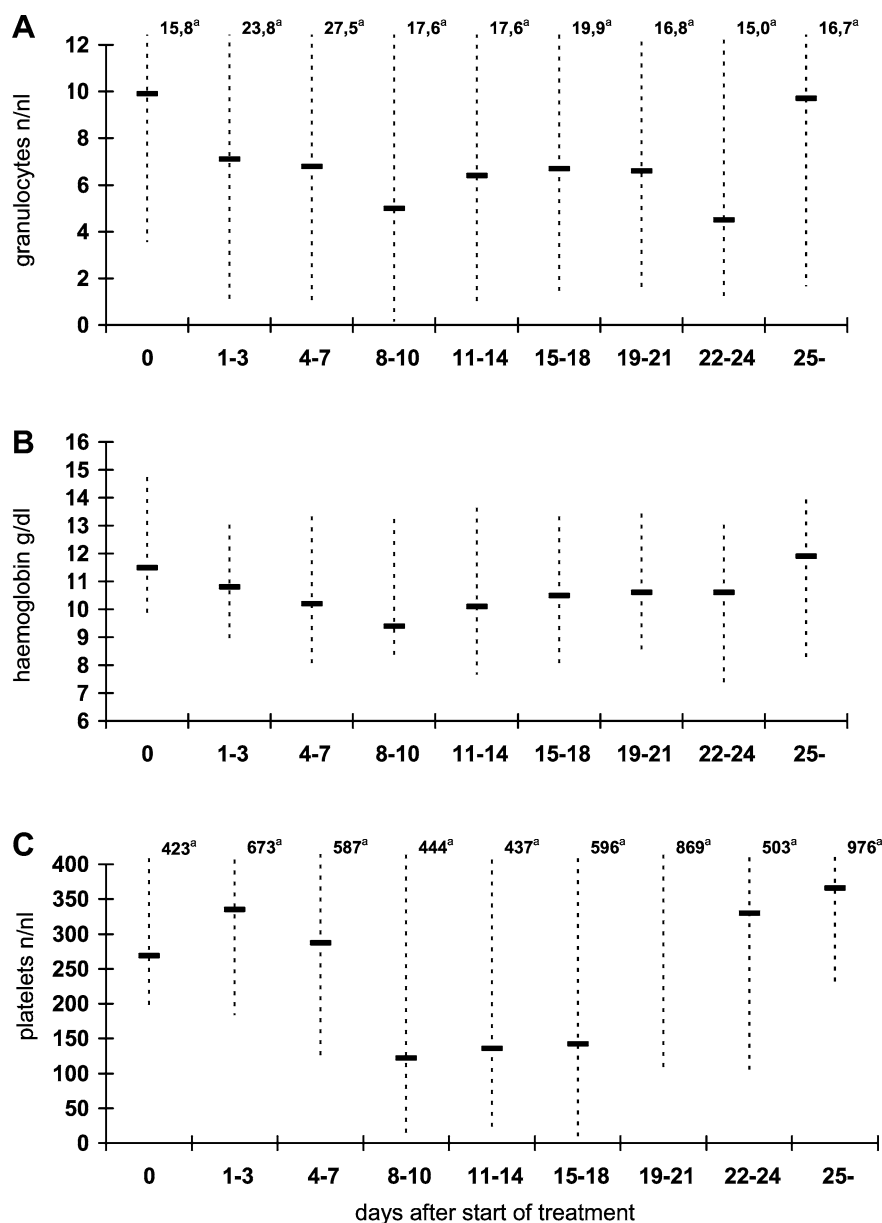 A
15,8a 23,8a 27,5a 17,6a 17,6a 19,9a 16,8a 15,0a 16,7a
granulocytes n/nl
12
10
8
6
4
2
0
0 1-3 4-7 8-10 11-14 15-18 19-21 22-24 25-
B
haemoglobin g/dl
16
15
14
13
12
11
10
9
8
7
6
0 1-3 4-7 8-10 11-14 15-18 19-21 22-24 25-
C
423a 673a 587a 444a 437a 596a 869a 503a 976a
platelets n/nl
400
350
300
250
200
150
100
50
0
0 1-3 4-7 8-10 11-14 15-18 19-21 22-24 25-
days after start of treatment